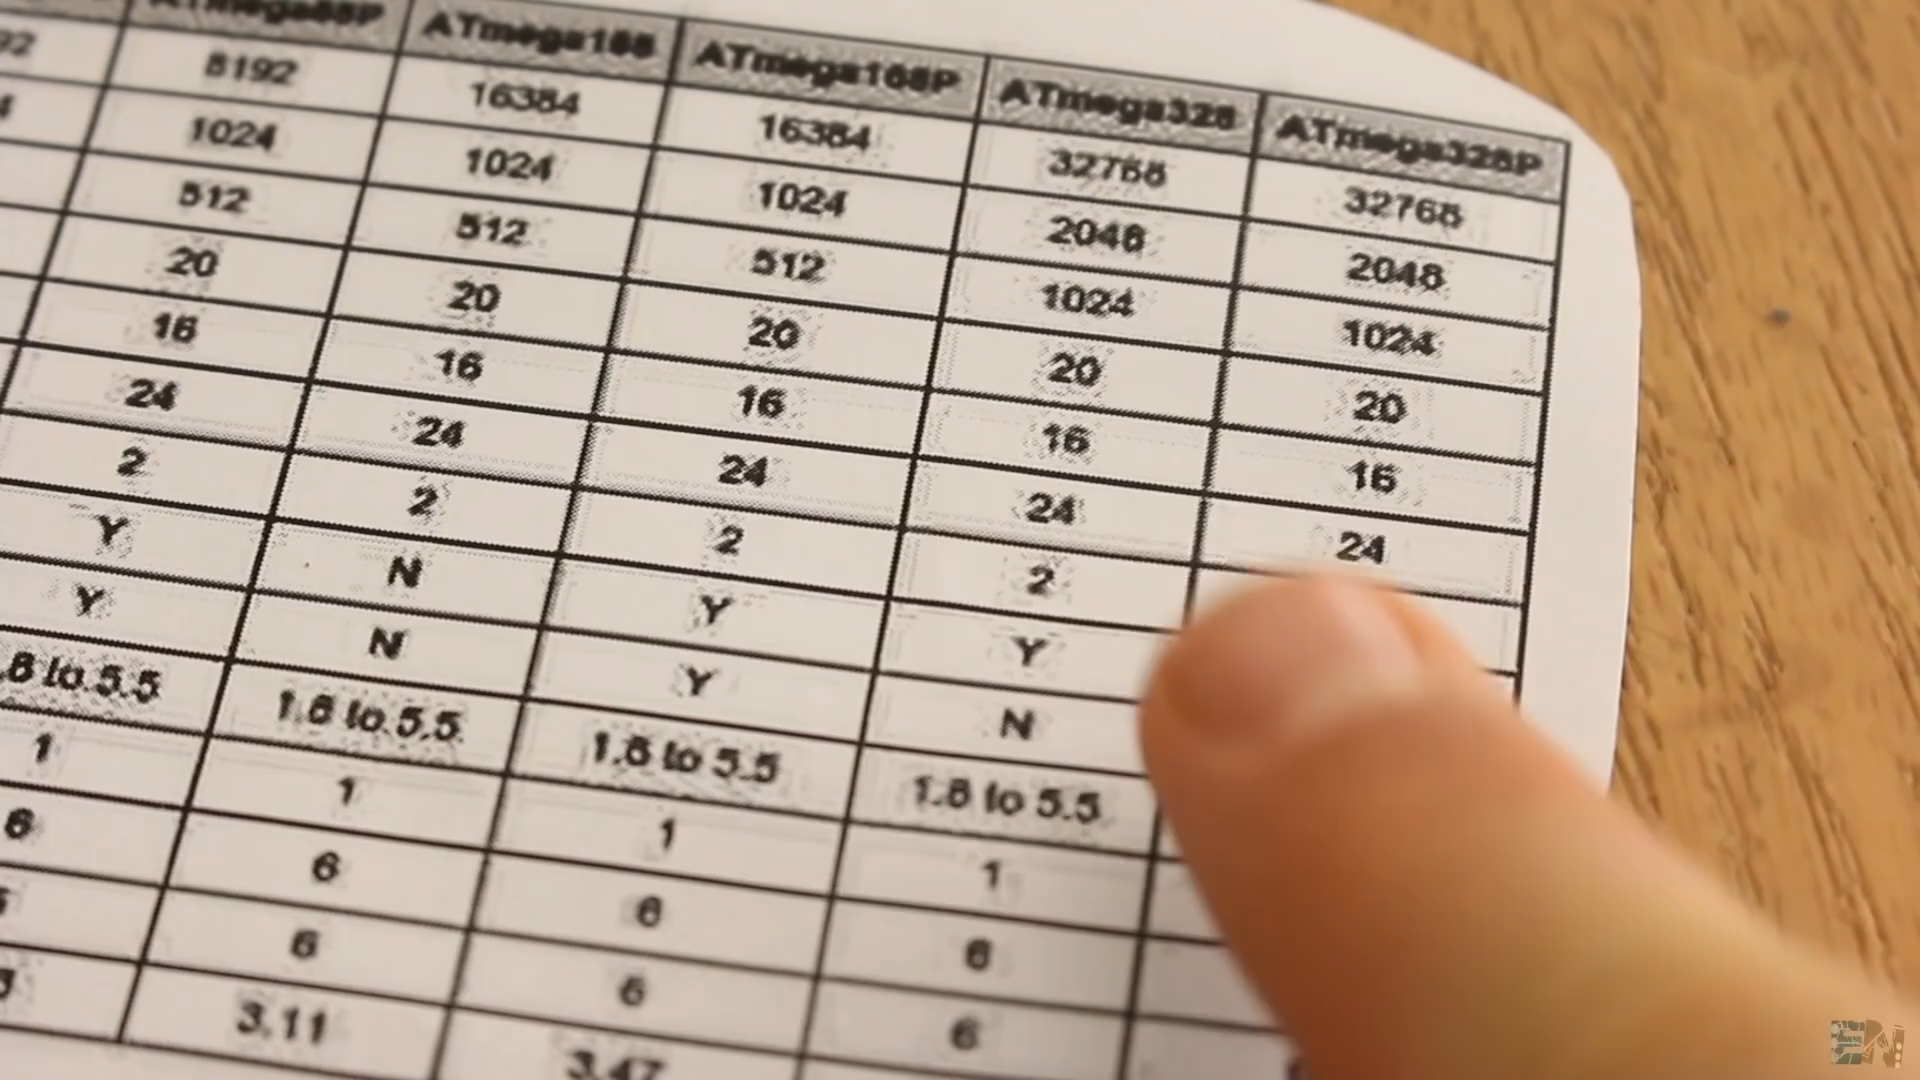 92 8192 16384 16384 32768 32768
ATmega88P ATmega168 ATmega168P ATmega328 ATmega328P
1024 1024 1024 2048 2048
512 512 512 1024 1024
20 20 20 20 20
16 16 16 16 16
24 24 24 24 24
2 2 2 2
Y N Y Y
Y N Y N
.8 to 5.5 1.8 to 5.5 1.8 to 5.5 1.8 to 5.5
1 1 1 1
6 6 6 6
6 6 6
3.11 3.47
EN